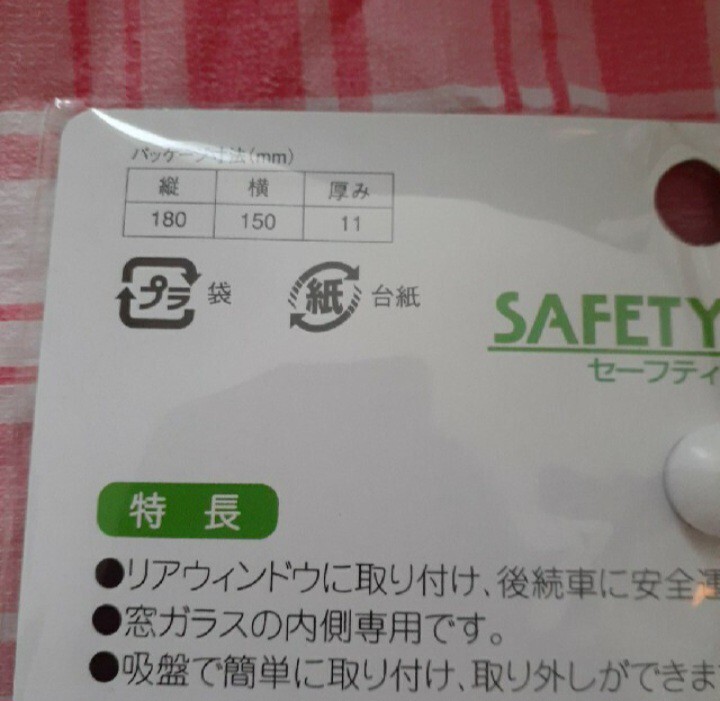 パッケージ寸法(mm)
縦 横 厚み
180 150 11
プラ 袋 紙 台紙
SAFETY
セーフティ
特長
●リアウィンドウに取り付け、後続車に安全運
●窓ガラスの内側専用です。
●吸盤で簡単に取り付け、取り外しができま